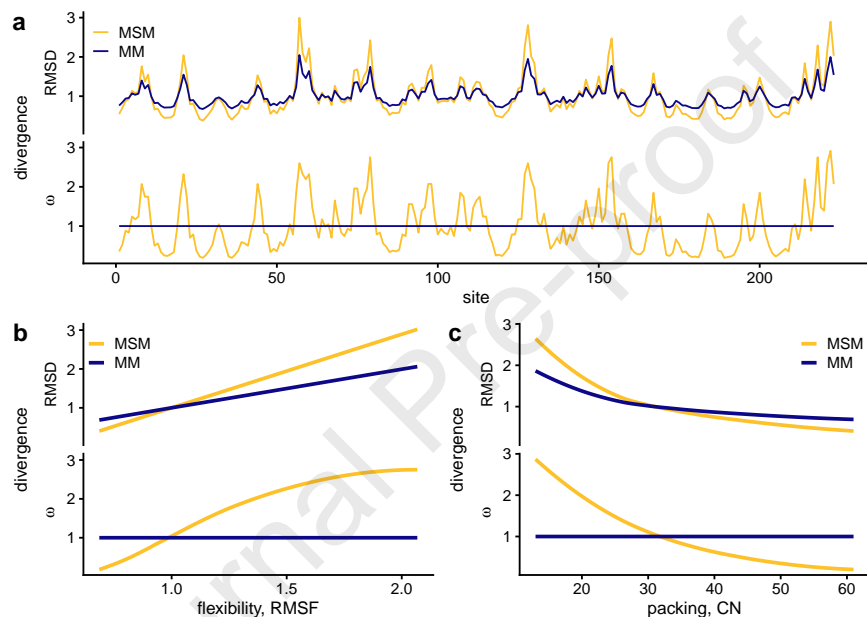 a
MSM
MM
3
2
1
RMSD
divergence
3
2
1
ω
0
50
100
150
200
site
b
MSM
MM
3
2
1
RMSD
divergence
3
2
1
ω
1.0
1.5
2.0
flexibility, RMSF
c
MSM
MM
3
2
1
RMSD
divergence
3
2
1
ω
20
30
40
50
60
packing, CN
urnal Pre-proof